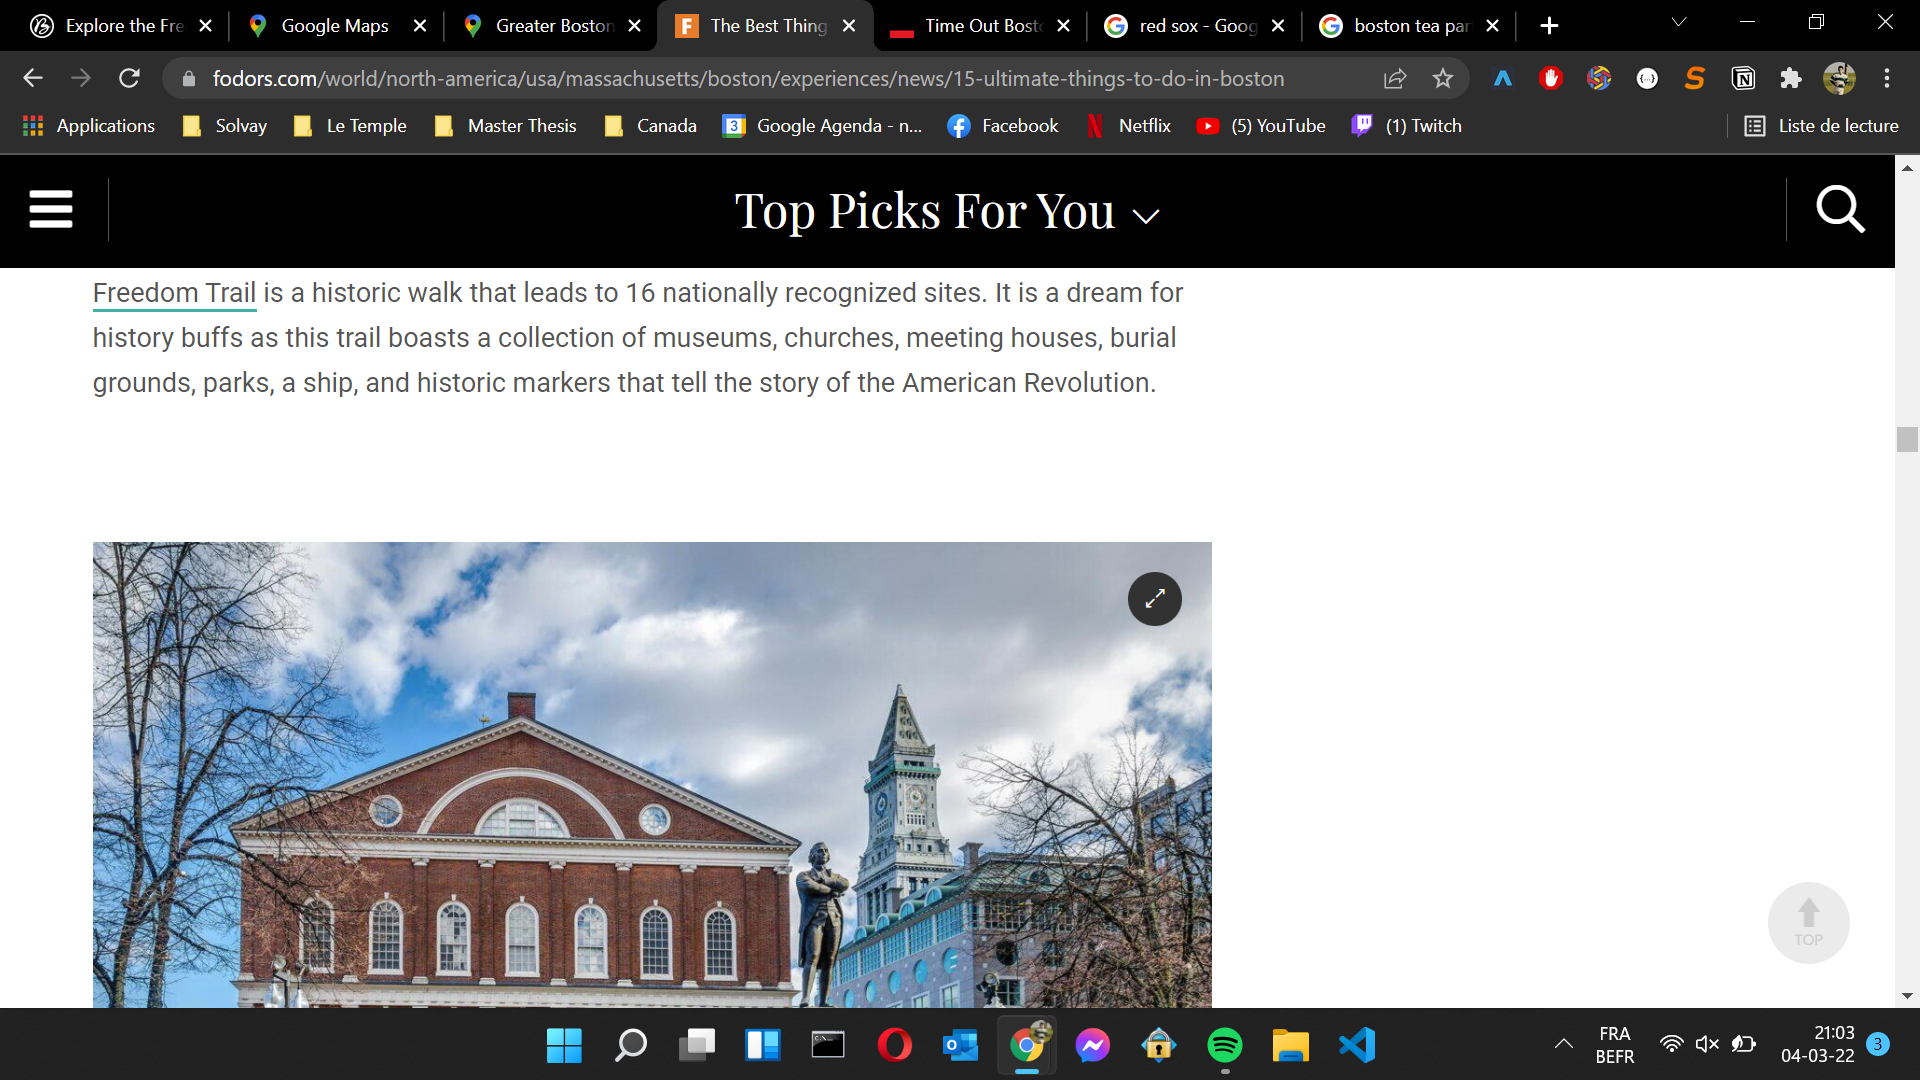 Explore the Fre
Google Maps
Greater Boston
The Best Thing
Time Out Bosto
red sox - Goog
boston tea par
fodors.com/world/north-america/usa/massachusetts/boston/experiences/news/15-ultimate-things-to-do-in-boston
Applications
Solvay
Le Temple
Master Thesis
Canada
3
Google Agenda - n...
Facebook
Netflix
(5) YouTube
(1) Twitch
Liste de lecture
Top Picks For You
Freedom Trail is a historic walk that leads to 16 nationally recognized sites. It is a dream for
history buffs as this trail boasts a collection of museums, churches, meeting houses, burial
grounds, parks, a ship, and historic markers that tell the story of the American Revolution.
TOP
FRA
BEFR
21:03
04-03-22
3